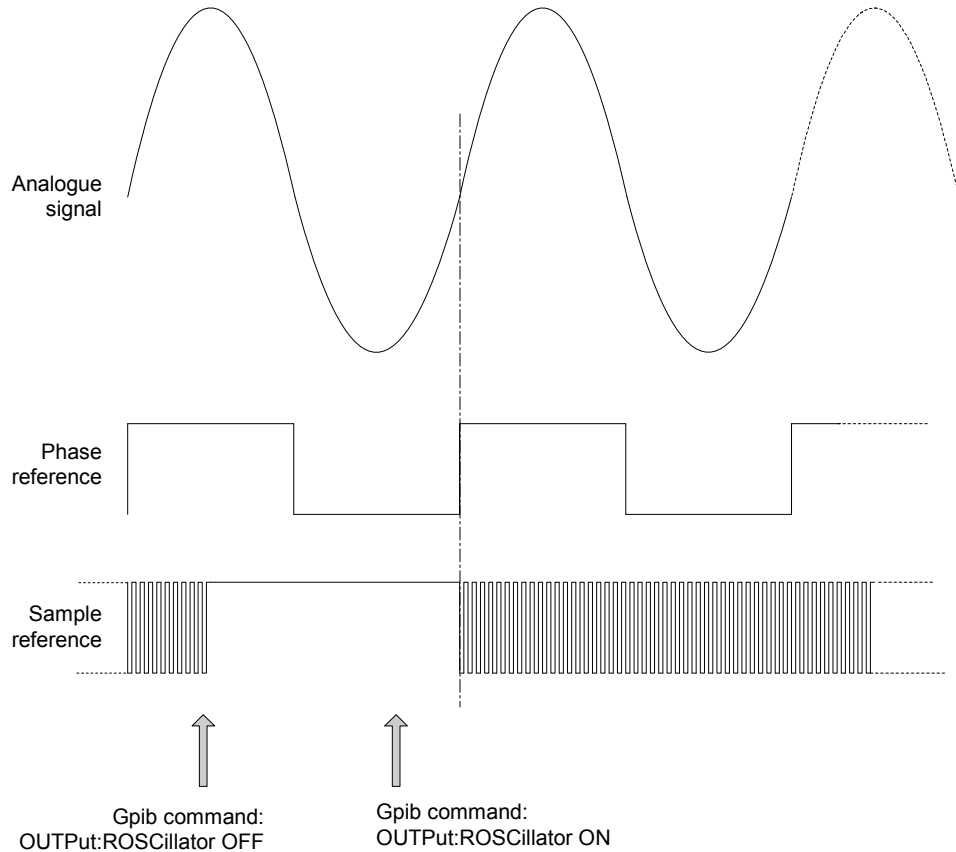 Analogue
signal
Phase
reference
Sample
reference
Gpib command:
OUTPut:ROSCillator OFF
Gpib command:
OUTPut:ROSCillator ON